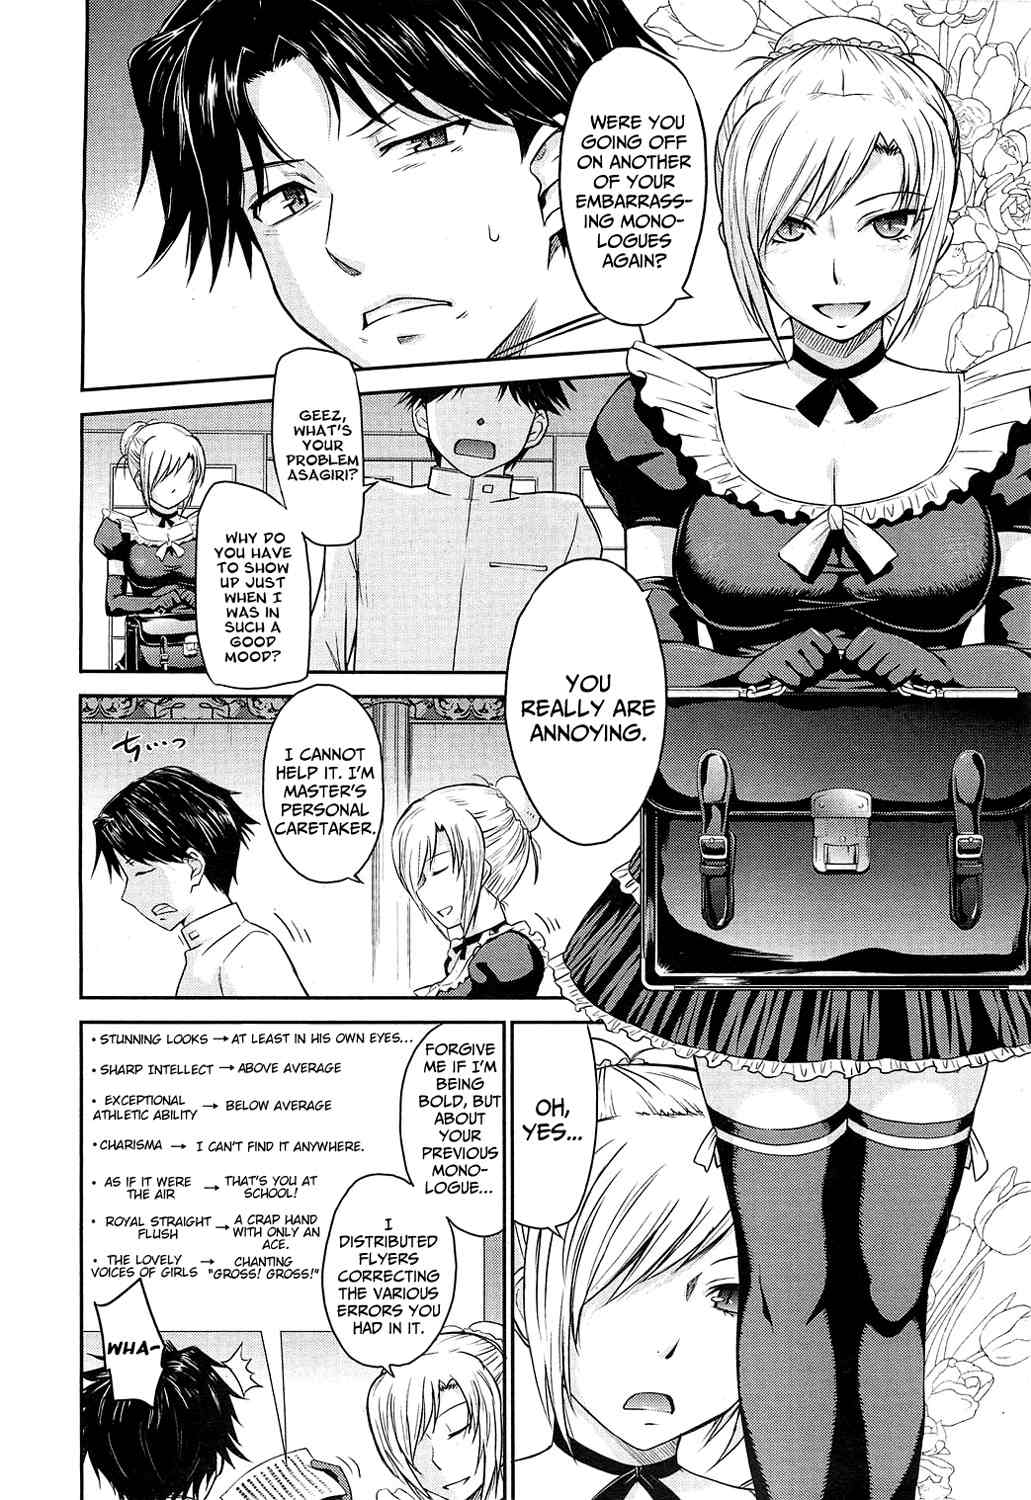 WERE YOU
GOING OFF
ON ANOTHER
OF YOUR
EMBARRASS-
ING MONO-
LOGUES
AGAIN?
GEEZ,
WHAT'S
YOUR
PROBLEM
ASAGIRI?
WHY DO
YOU HAVE
TO SHOW
UP JUST
WHEN I
WAS IN
SUCH A
GOOD
MOOD?
YOU
REALLY ARE
ANNOYING.
I CANNOT
HELP IT. I'M
MASTER'S
PERSONAL
CARETAKER.
ち…っ
OH,
YES...
FORGIVE
ME IF I'M
BEING
BOLD, BUT
ABOUT
YOUR
PREVIOUS
MONO-
LOGUE...
I
DISTRIBUTED
FLYERS
CORRECTING
THE VARIOUS
ERRORS YOU
HAD IN IT.
• STUNNING LOOKS → AT LEAST IN HIS OWN EYES...
• SHARP INTELLECT → ABOVE AVERAGE
• EXCEPTIONAL
ATHLETIC ABILITY → BELOW AVERAGE
• CHARISMA → I CAN'T FIND IT ANYWHERE.
• AS IF IT WERE
THE AIR → THAT'S YOU AT
SCHOOL!
• ROYAL STRAIGHT
FLUSH → A CRAP HAND
WITH ONLY AN
ACE.
• THE LOVELY
VOICES OF GIRLS → CHANTING
"GROSS! GROSS!"
WHA-